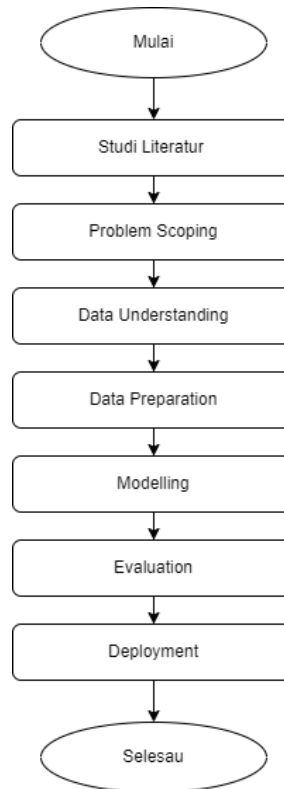 Mulai
Studi Literatur
Problem Scoping
Data Understanding
Data Preparation
Modelling
Evaluation
Deployment
Selesau